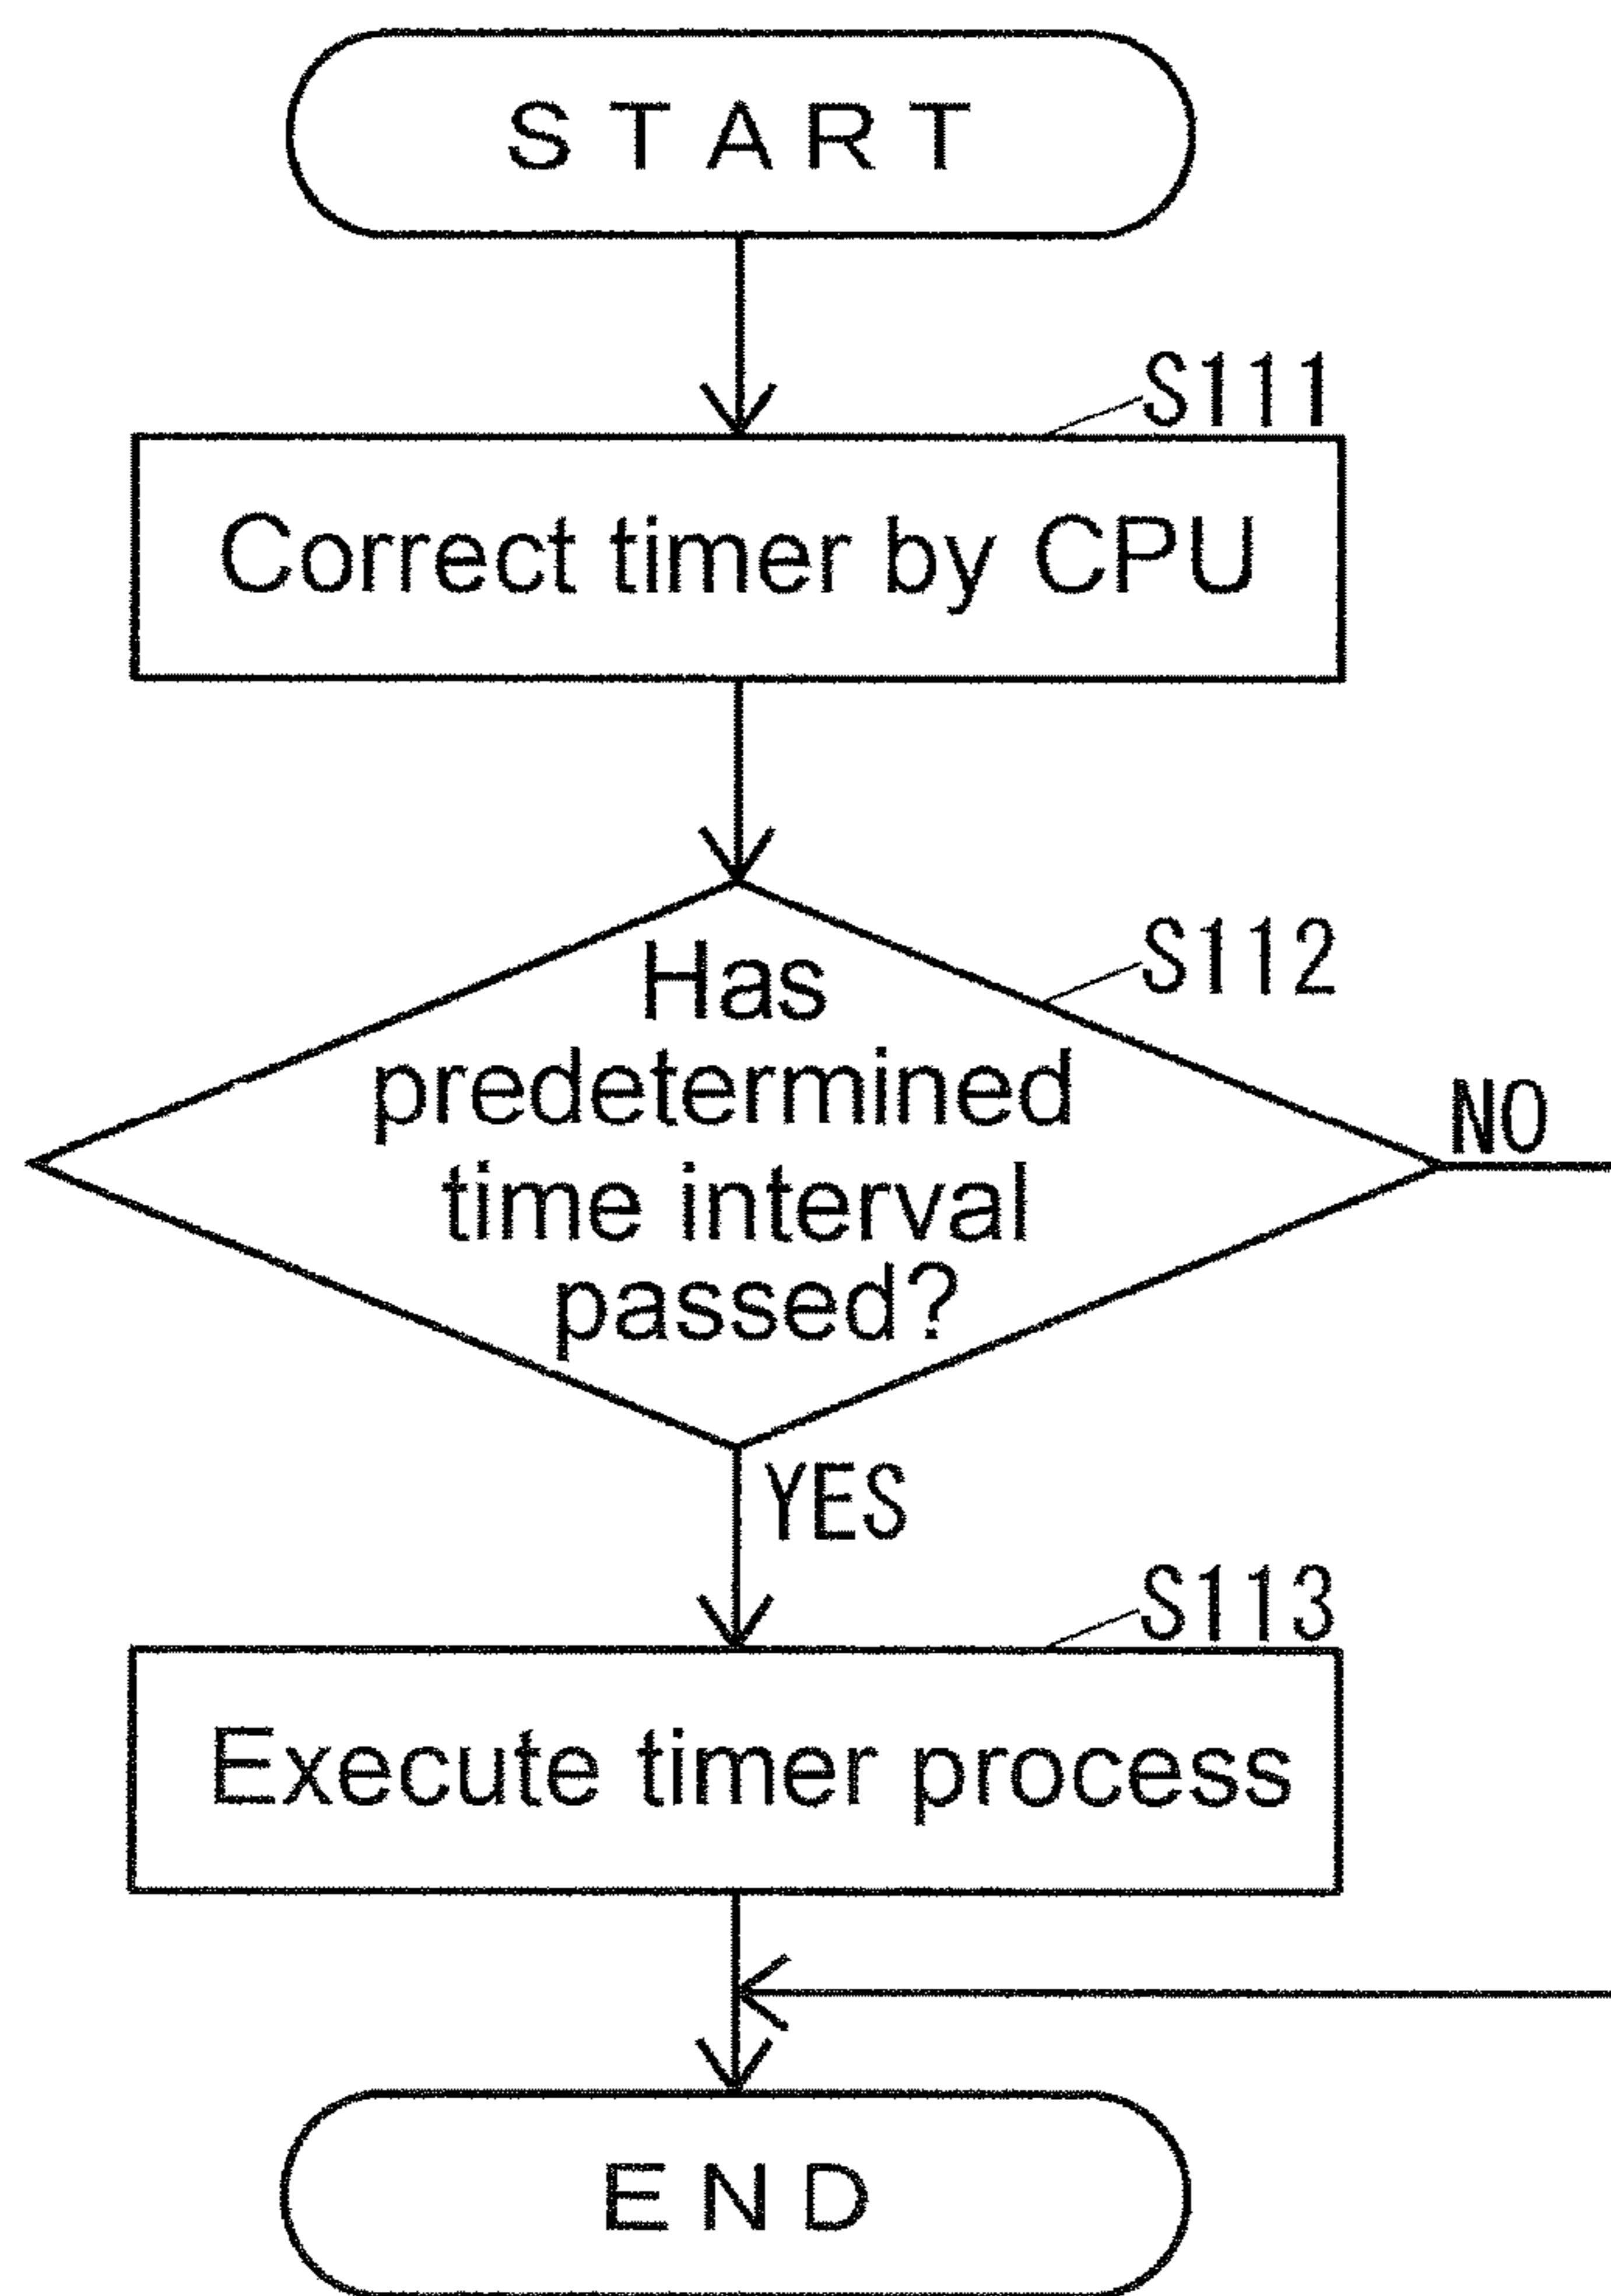 START
S111
Correct timer by CPU
S112
Has
predetermined
time interval
passed?
NO
YES
S113
Execute timer process
END